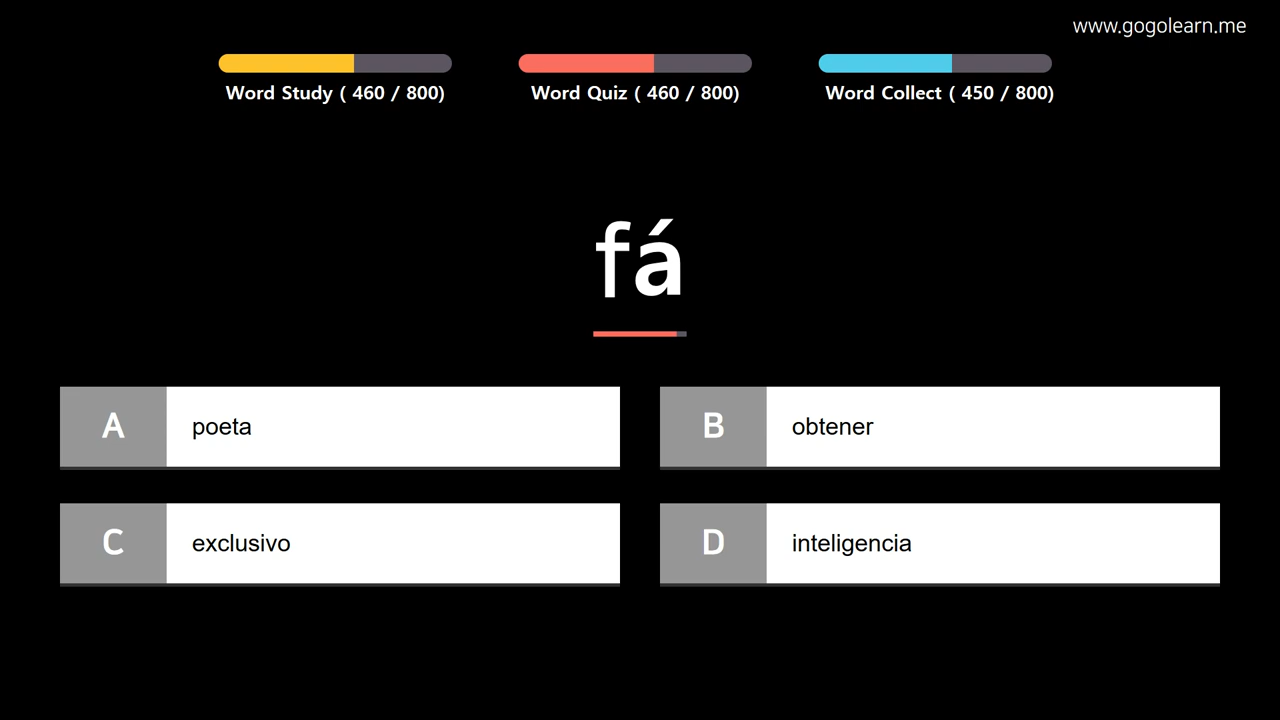 www.gogolearn.me
Word Study ( 460 / 800)
Word Quiz ( 460 / 800)
Word Collect ( 450 / 800)
fá
A poeta
B obtener
C exclusivo
D inteligencia